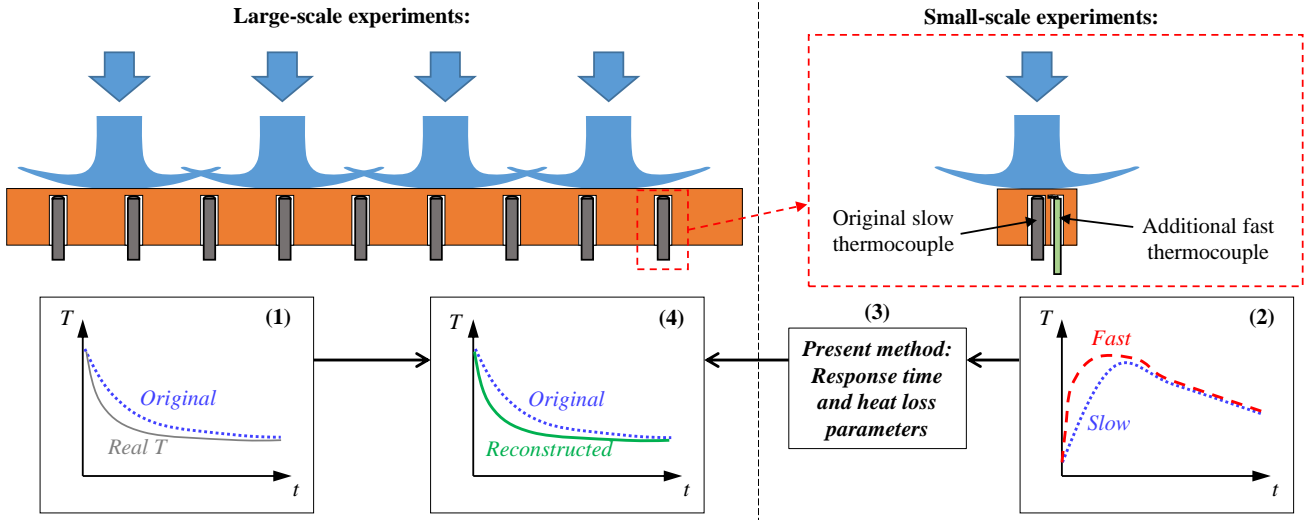 Large-scale experiments:
Small-scale experiments:
Original slow
thermocouple
Additional fast
thermocouple
(1)
T
Original
Real T
t
(4)
T
Original
Reconstructed
t
(3)
Present method:
Response time
and heat loss
parameters
(2)
T
Fast
Slow
t